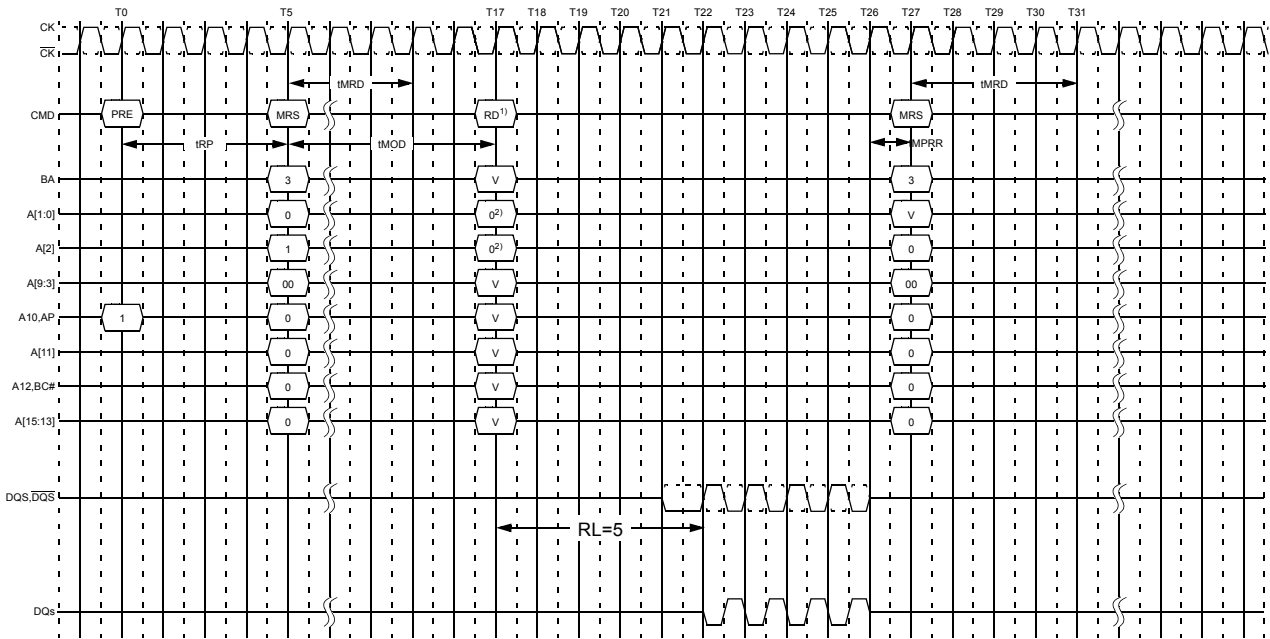 T0 T5 T17 T18 T19 T20 T21 T22 T23 T24 T25 T26 T27 T28 T29 T30 T31
CK
CK
tMRD tMRD
CMD PRE MRS RD1) MRS
tRP tMOD tMPRR
BA 3 V 3
A[1:0] 0 02) V
A[2] 1 02) 0
A[9:3] 00 V 00
A10,AP 1 0 V 0
A[11] 0 V 0
A12,BC# 0 V 0
A[15:13] 0 V 0
DQS,DQS
RL=5
DQs